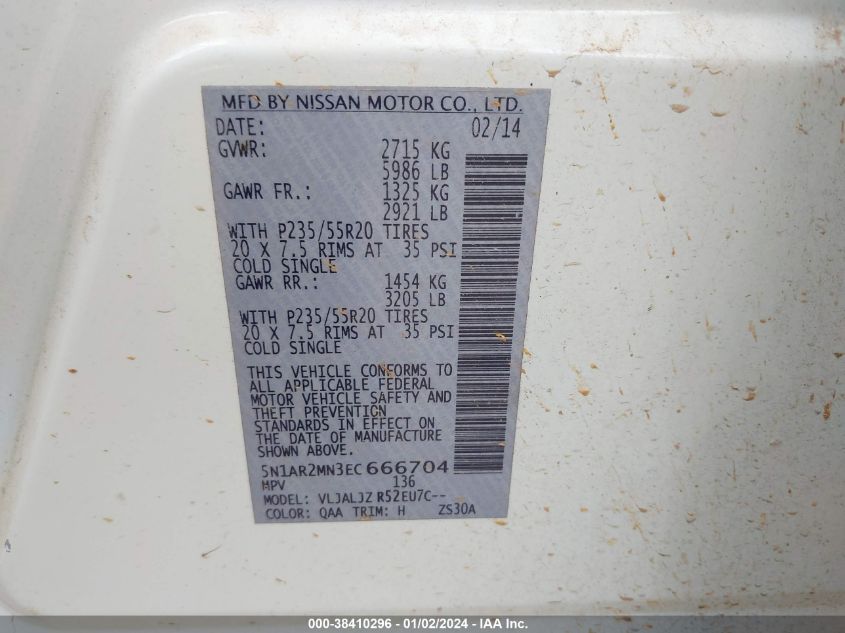 MFD BY NISSAN MOTOR CO., LTD.
DATE: 02/14
GVWR: 2715 KG
5986 LB
GAWR FR.: 1325 KG
2921 LB
WITH P235/55R20 TIRES
20 X 7.5 RIMS AT 35 PSI
COLD SINGLE
GAWR RR.: 1454 KG
3205 LB
WITH P235/55R20 TIRES
20 X 7.5 RIMS AT 35 PSI
COLD SINGLE
THIS VEHICLE CONFORMS TO
ALL APPLICABLE FEDERAL
MOTOR VEHICLE SAFETY AND
THEFT PREVENTION
STANDARDS IN EFFECT ON
THE DATE OF MANUFACTURE
SHOWN ABOVE.
5N1AR2MN3EC 666704
MPV 136
MODEL: VLJALJZ R52EU7C--
COLOR: QAA TRIM: H ZS30A
000-38410296 - 01/02/2024 - IAA Inc.